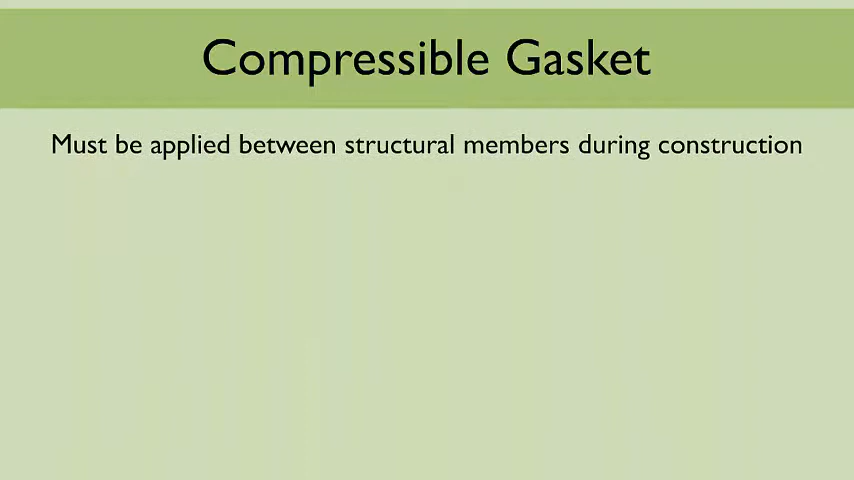 Compressible Gasket
Must be applied between structural members during construction